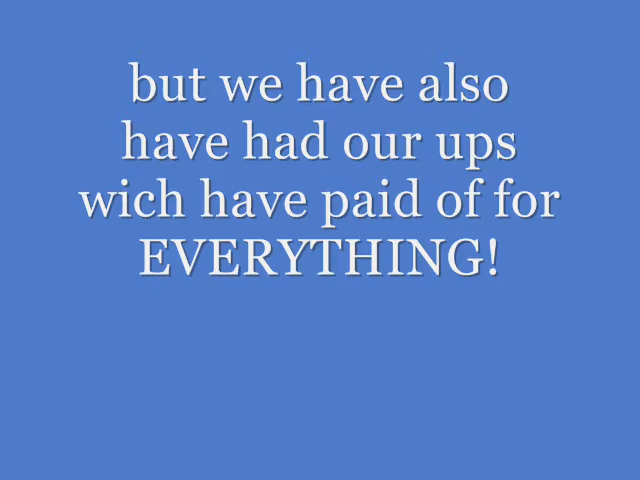 but we have also
have had our ups
wich have paid of for
EVERYTHING!